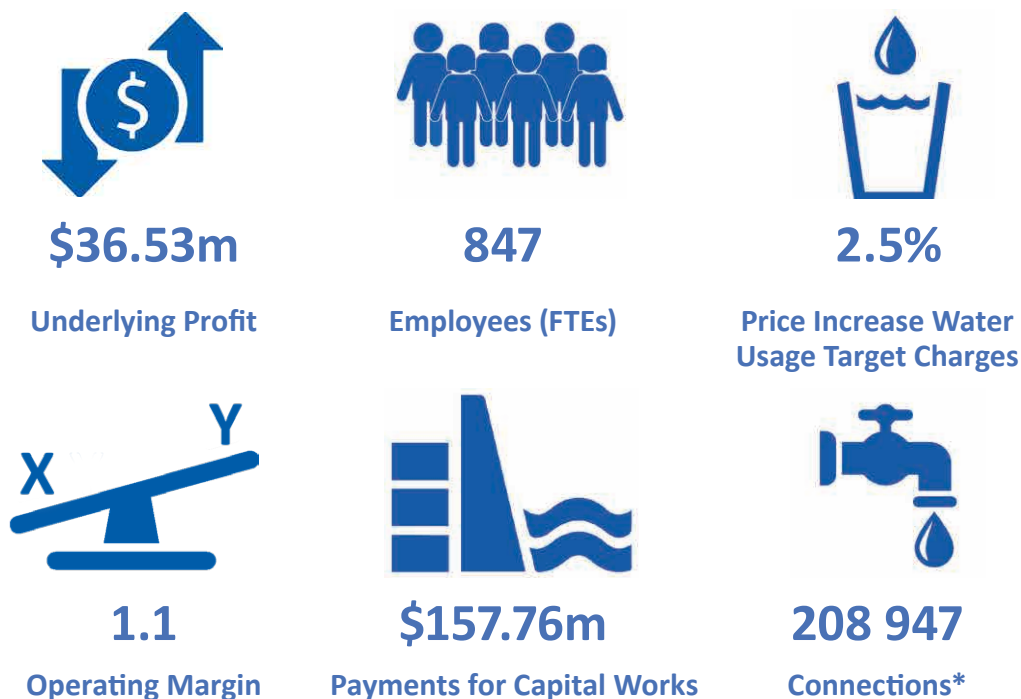 $
$36.53m
Underlying Profit
847
Employees (FTEs)
2.5%
Price Increase Water
Usage Target Charges
X
Y
1.1
Operating Margin
$157.76m
Payments for Capital Works
208 947
Connections*